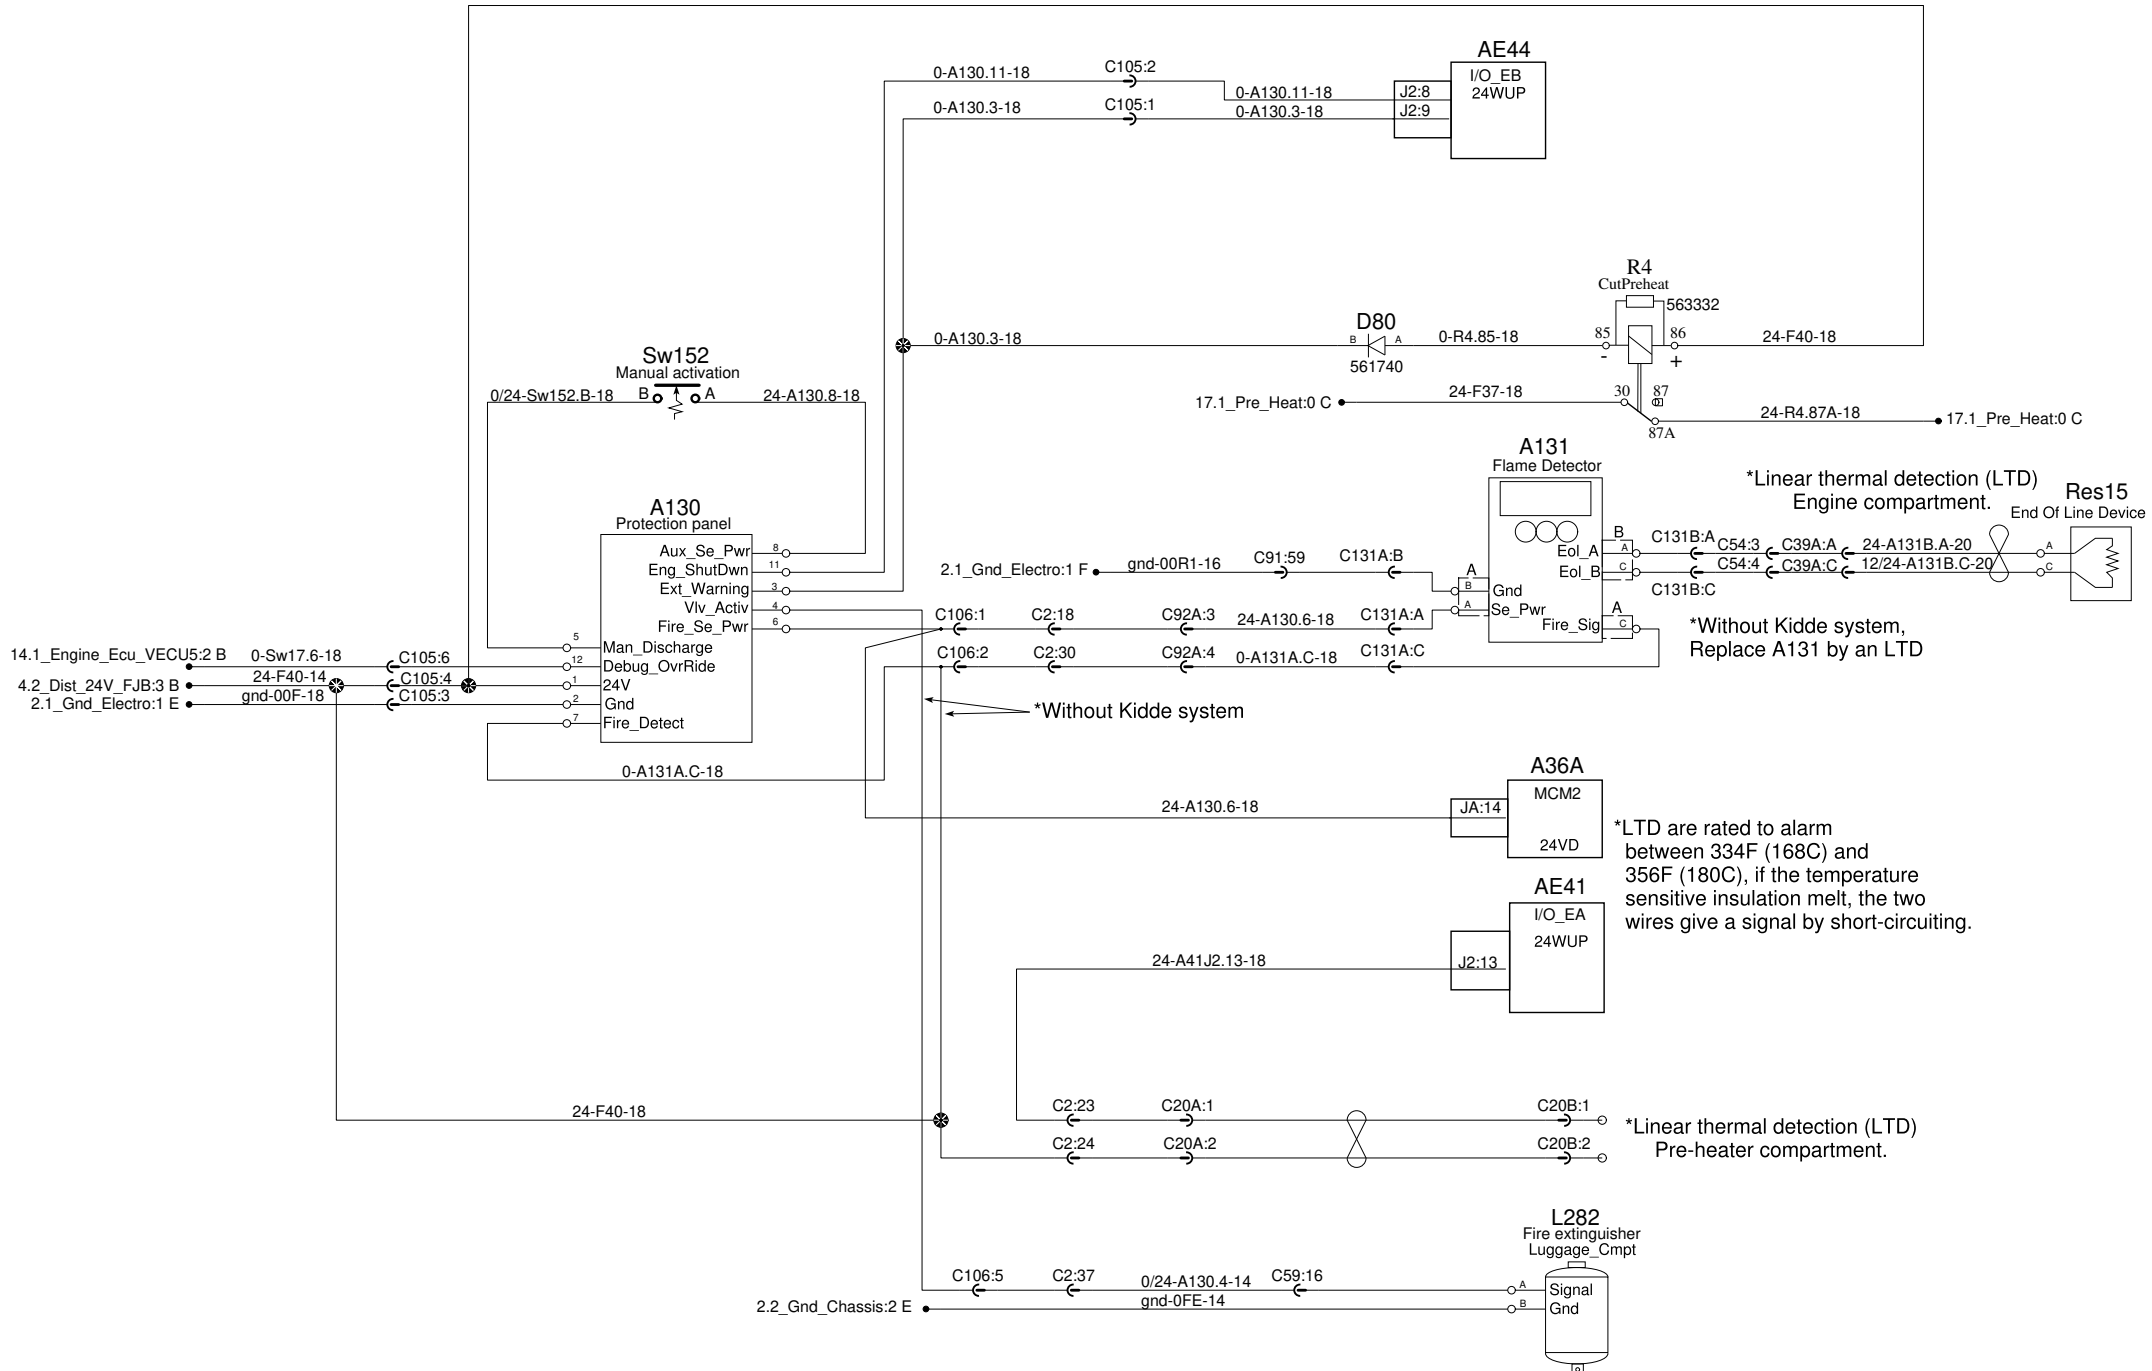 AE44
I/O_EB
24WUP
0-A130.11-18
C105:2
0-A130.11-18
J2:8
0-A130.3-18
C105:1
0-A130.3-18
J2:9
R4
CutPreheat
563332
D80
0-A130.3-18
B
A
0-R4.85-18
85
86
24-F40-18
-
+
561740
Sw152
Manual activation
0/24-Sw152.B-18
B
A
24-A130.8-18
17.1_Pre_Heat:0 C
24-F37-18
30
87
24-R4.87A-18
17.1_Pre_Heat:0 C
87A
A131
Flame Detector
*Linear thermal detection (LTD)
Engine compartment.
Res15
End Of Line Device
A130
Protection panel
Aux_Se_Pwr
8
Eng_ShutDwn
11
Ext_Warning
3
Vlv_Activ
4
Fire_Se_Pwr
6
5
Man_Discharge
12
Debug_OvrRide
1
24V
2
Gnd
7
Fire_Detect
B
Eol_A
A
C131B:A
C54:3
C39A:A
24-A131B.A-20
A
Eol_B
C
C54:4
C39A:C
12/24-A131B.C-20
C
C131B:C
2.1_Gnd_Electro:1 F
gnd-00R1-16
C91:59
C131A:B
A
B
Gnd
A
Se_Pwr
A
Fire_Sig
C
C106:1
C2:18
C92A:3
24-A130.6-18
C131A:A
*Without Kidde system,
Replace A131 by an LTD
C106:2
C2:30
C92A:4
0-A131A.C-18
C131A:C
14.1_Engine_Ecu_VECU5:2 B
0-Sw17.6-18
C105:6
4.2_Dist_24V_FJB:3 B
24-F40-14
C105:4
2.1_Gnd_Electro:1 E
gnd-00F-18
C105:3
*Without Kidde system
0-A131A.C-18
A36A
MCM2
24VD
24-A130.6-18
JA:14
*LTD are rated to alarm
between 334F (168C) and
356F (180C), if the temperature
sensitive insulation melt, the two
wires give a signal by short-circuiting.
AE41
I/O_EA
24WUP
24-A41J2.13-18
J2:13
24-F40-18
C2:23
C20A:1
C20B:1
C2:24
C20A:2
C20B:2
*Linear thermal detection (LTD)
Pre-heater compartment.
L282
Fire extinguisher
Luggage_Cmpt
C106:5
C2:37
0/24-A130.4-14
C59:16
A
Signal
2.2_Gnd_Chassis:2 E
gnd-0FE-14
B
Gnd